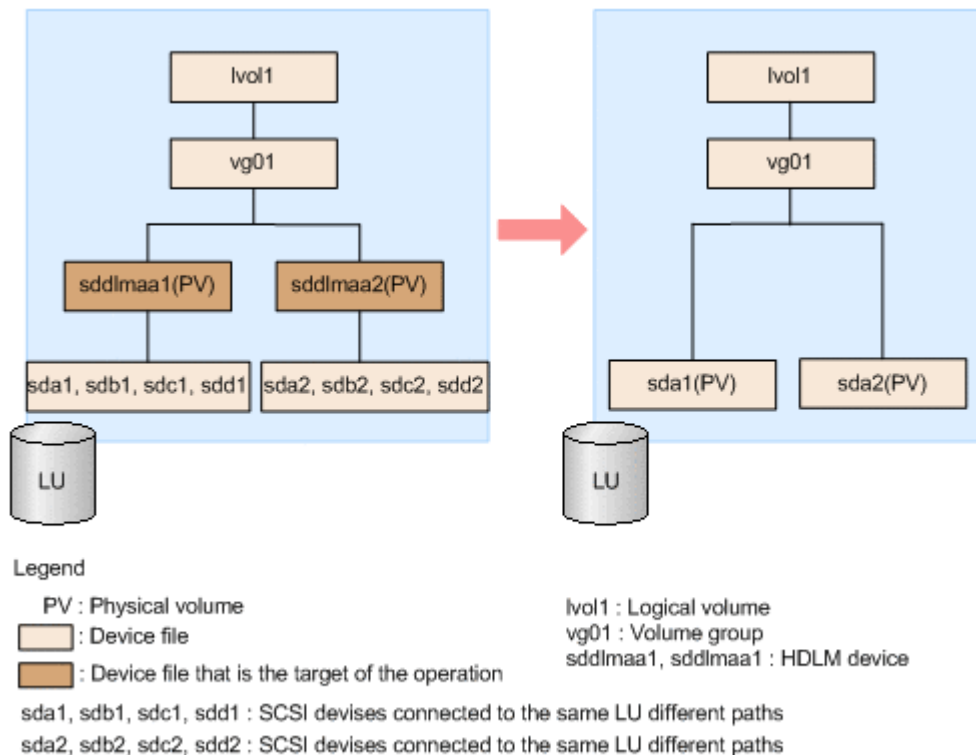 lvol1
lvol1
vg01
vg01
sddlmaa1(PV)
sddlmaa2(PV)
sda1, sdb1, sdc1, sdd1
sda2, sdb2, sdc2, sdd2
sda1(PV)
sda2(PV)
LU
LU
Legend
PV : Physical volume
: Device file
: Device file that is the target of the operation
lvol1 : Logical volume
vg01 : Volume group
sddlmaa1, sddlmaa1 : HDLM device
sda1, sdb1, sdc1, sdd1 : SCSI devises connected to the same LU different paths
sda2, sdb2, sdc2, sdd2 : SCSI devises connected to the same LU different paths